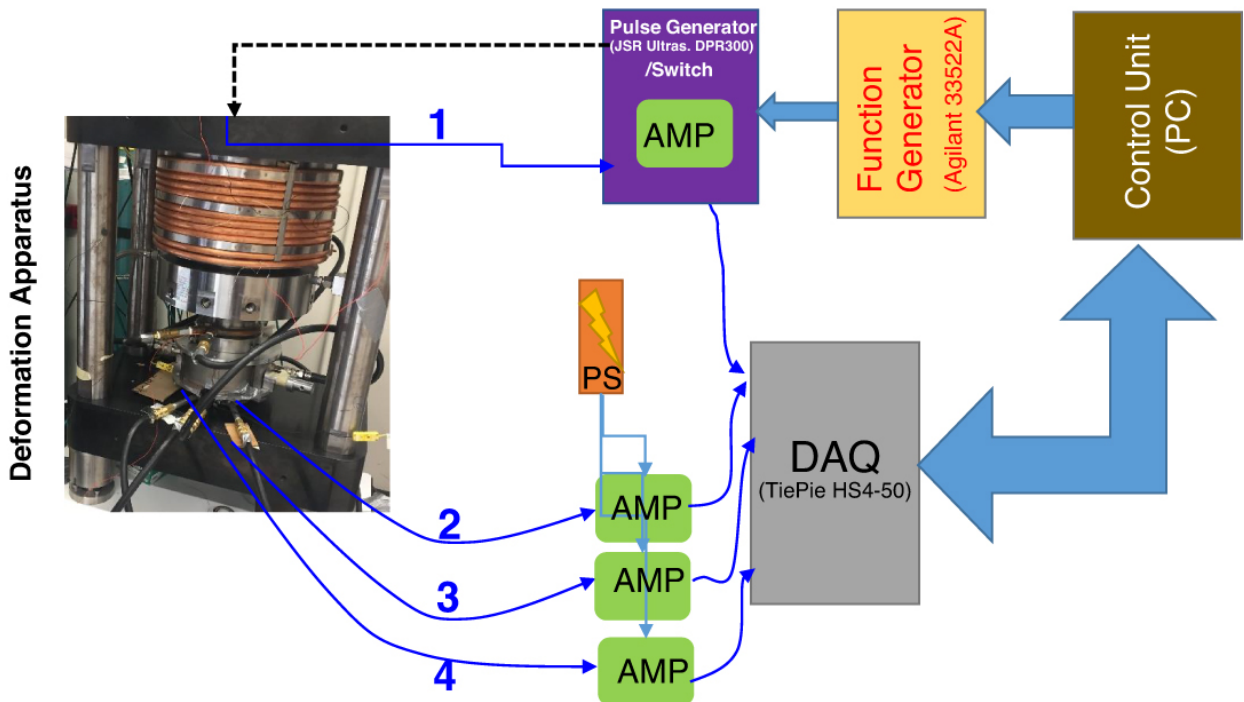 Deformation Apparatus
1
2
3
4
Pulse Generator
(JSR Ultras. DPR300)
/Switch
AMP
Function
Generator
(Agilant 33522A)
Control Unit
(PC)
PS
AMP
AMP
AMP
DAQ
(TiePie HS4-50)